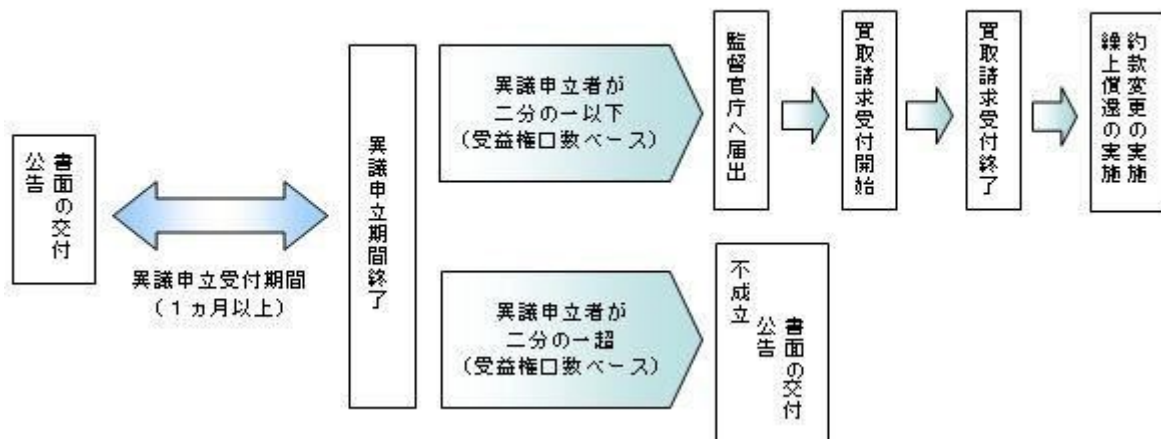 書面の交付
公告
異議申立受付期間
（１ヵ月以上）
異議申立期間終了
異議申立者が
二分の一以下
（受益権口数ベース）
監督官庁へ届出
買取請求受付開始
買取請求受付終了
約款変更の実施
繰上償還の実施
異議申立者が
二分の一超
（受益権口数ベース）
不成立
書面の交付
公告